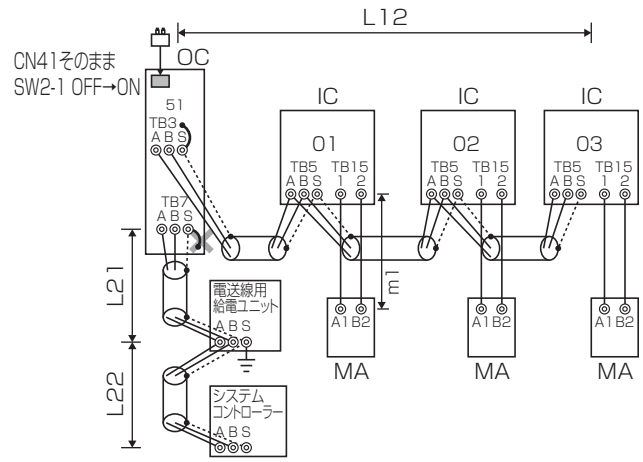 L12
CN41そのまま
SW2-1 OFF→ON
OC
51
TB3
A B S
TB7
A B S
IC
01
TB5
A B S
TB15
1 2
IC
02
TB5
A B S
TB15
1 2
IC
03
TB5
A B S
TB15
1 2
L21
L22
m1
電送線用
給電ユニット
A B S
システム
コントローラー
A B S
A1 B2
MA
A1 B2
MA
A1 B2
MA